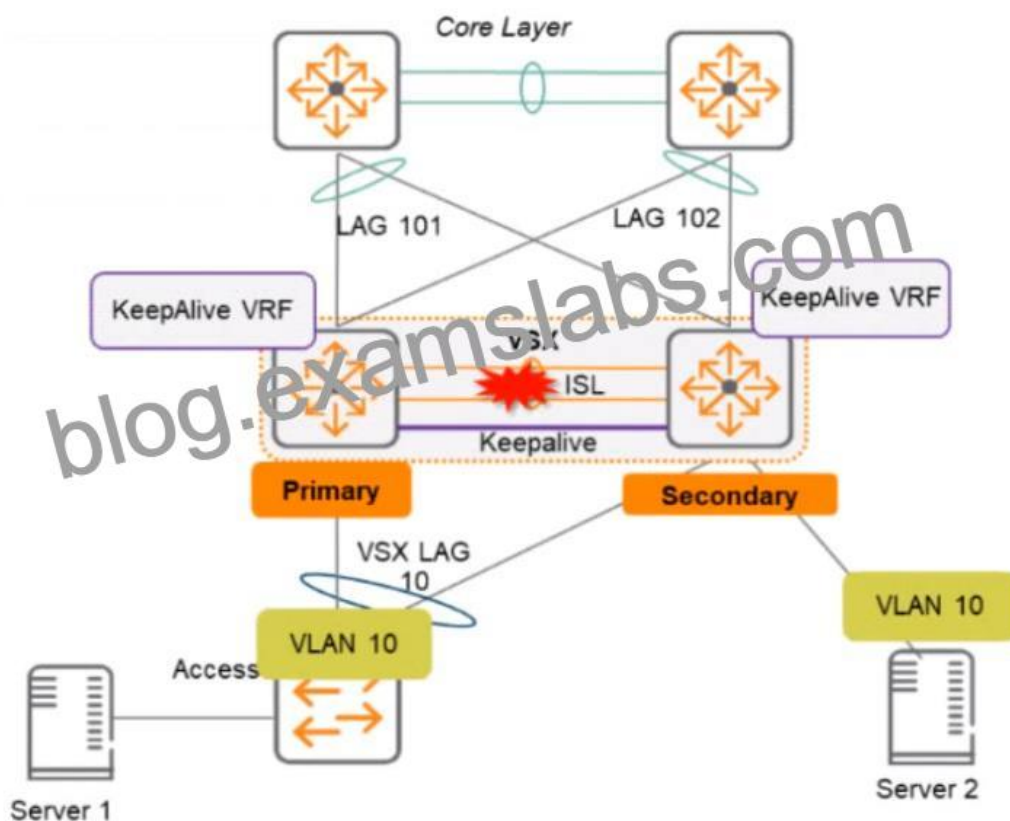 Core Layer
LAG 101
LAG 102
KeepAlive VRF
KeepAlive VRF
VSX
ISL
Keepalive
blog.examslabs.com
Primary
Secondary
VSX LAG
10
VLAN 10
VLAN 10
Access
Server 1
Server 2